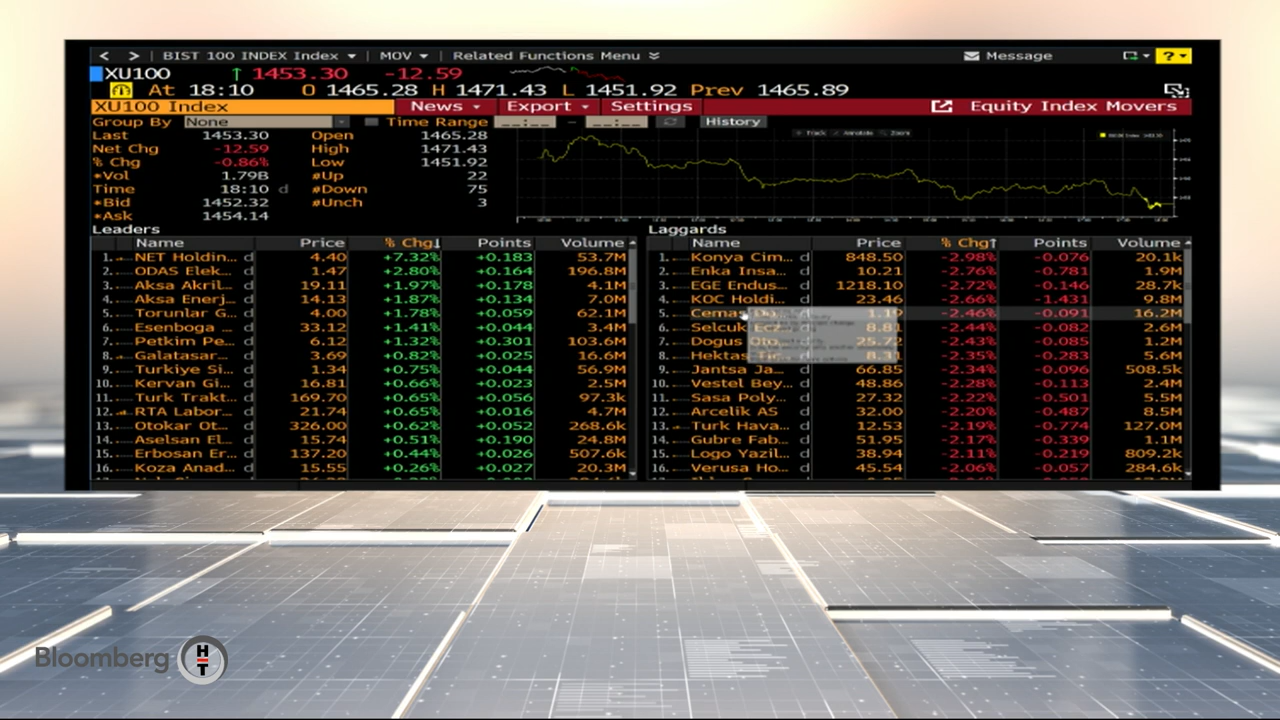 BIST 100 INDEX Index | MOV | Related Functions Menu Message ?
XU100 ↑ 1453.30 -12.59
At 18:10 O 1465.28 H 1471.43 L 1451.92 Prev 1465.89
XU100 Index News Export Settings Equity Index Movers
Group By None Time Range History
Last 1453.30 Open 1465.28
Net Chg -12.59 High 1471.43
% Chg -0.86% Low 1451.92
*Vol 1.79B #Up 22
Time 18:10 d #Down 75
*Bid 1452.32 #Unch 3
*Ask 1454.14
Track Annotate Zoom
Leaders
Name Price % Chg↓ Points Volume
1. NET Holdin... d 4.40 +7.32% +0.183 53.7M
2. ODAS Elek... d 1.47 +2.80% +0.164 196.8M
3. Aksa Akril... d 19.11 +1.97% +0.178 4.1M
4. Aksa Enerj... d 14.13 +1.87% +0.134 7.0M
5. Torunlar G... d 4.00 +1.78% +0.059 62.1M
6. Esenboga ... d 33.12 +1.41% +0.044 3.4M
7. Petkim Pe... d 6.12 +1.32% +0.301 103.6M
8. Galatasar... d 3.69 +0.82% +0.025 16.6M
9. Turkiye Si... d 1.34 +0.75% +0.044 56.9M
10. Kervan Gi... d 16.81 +0.66% +0.023 2.5M
11. Turk Trakt... d 169.70 +0.65% +0.056 97.3k
12. RTA Labor... d 21.74 +0.65% +0.016 4.7M
13. Otokar Ot... d 326.00 +0.62% +0.052 268.6k
14. Aselsan El... d 15.74 +0.51% +0.190 24.8M
15. Erbosan Er... d 137.20 +0.44% +0.026 507.6k
16. Koza Anad... d 15.55 +0.26% +0.027 20.3M
Laggards
Name Price % Chg↑ Points Volume
1. Konya Cim... d 848.50 -2.98% -0.076 20.1k
2. Enka Insa... d 10.21 -2.76% -0.781 1.9M
3. EGE Endus... d 1218.10 -2.72% -0.146 28.7k
4. KOC Holdi... d 23.46 -2.66% -1.431 9.8M
5. Cemas Do... d 1.19 -2.46% -0.091 16.2M
6. Selcuk Ecz... d 8.81 -2.44% -0.082 2.6M
7. Dogus Oto... d 25.72 -2.43% -0.085 1.2M
8. Hektas Tic... d 8.31 -2.35% -0.283 5.6M
9. Jantsa Ja... d 66.85 -2.34% -0.096 508.5k
10. Vestel Bey... d 48.86 -2.28% -0.113 2.4M
11. Sasa Poly... d 27.32 -2.22% -0.501 5.5M
12. Arcelik AS d 32.00 -2.20% -0.487 8.5M
13. Turk Hava... d 12.53 -2.19% -0.774 127.0M
14. Gubre Fab... d 51.95 -2.17% -0.339 1.1M
15. Logo Yazil... d 38.94 -2.11% -0.219 809.2k
16. Verusa Ho... d 45.54 -2.06% -0.057 284.6k
Bloomberg HT